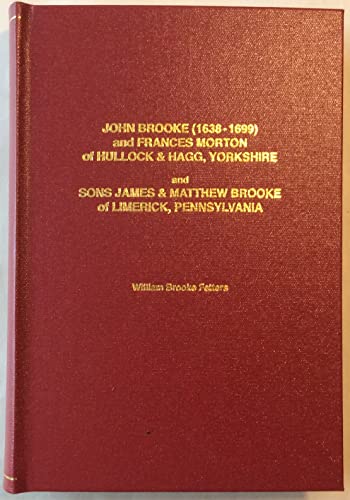 JOHN BROOKE (1638-1699)
and FRANCES MORTON
of HULLOCK & HAGG, YORKSHIRE
and
SONS JAMES & MATTHEW BROOKE
of LIMERICK, PENNSYLVANIA
William Brooke Fetters